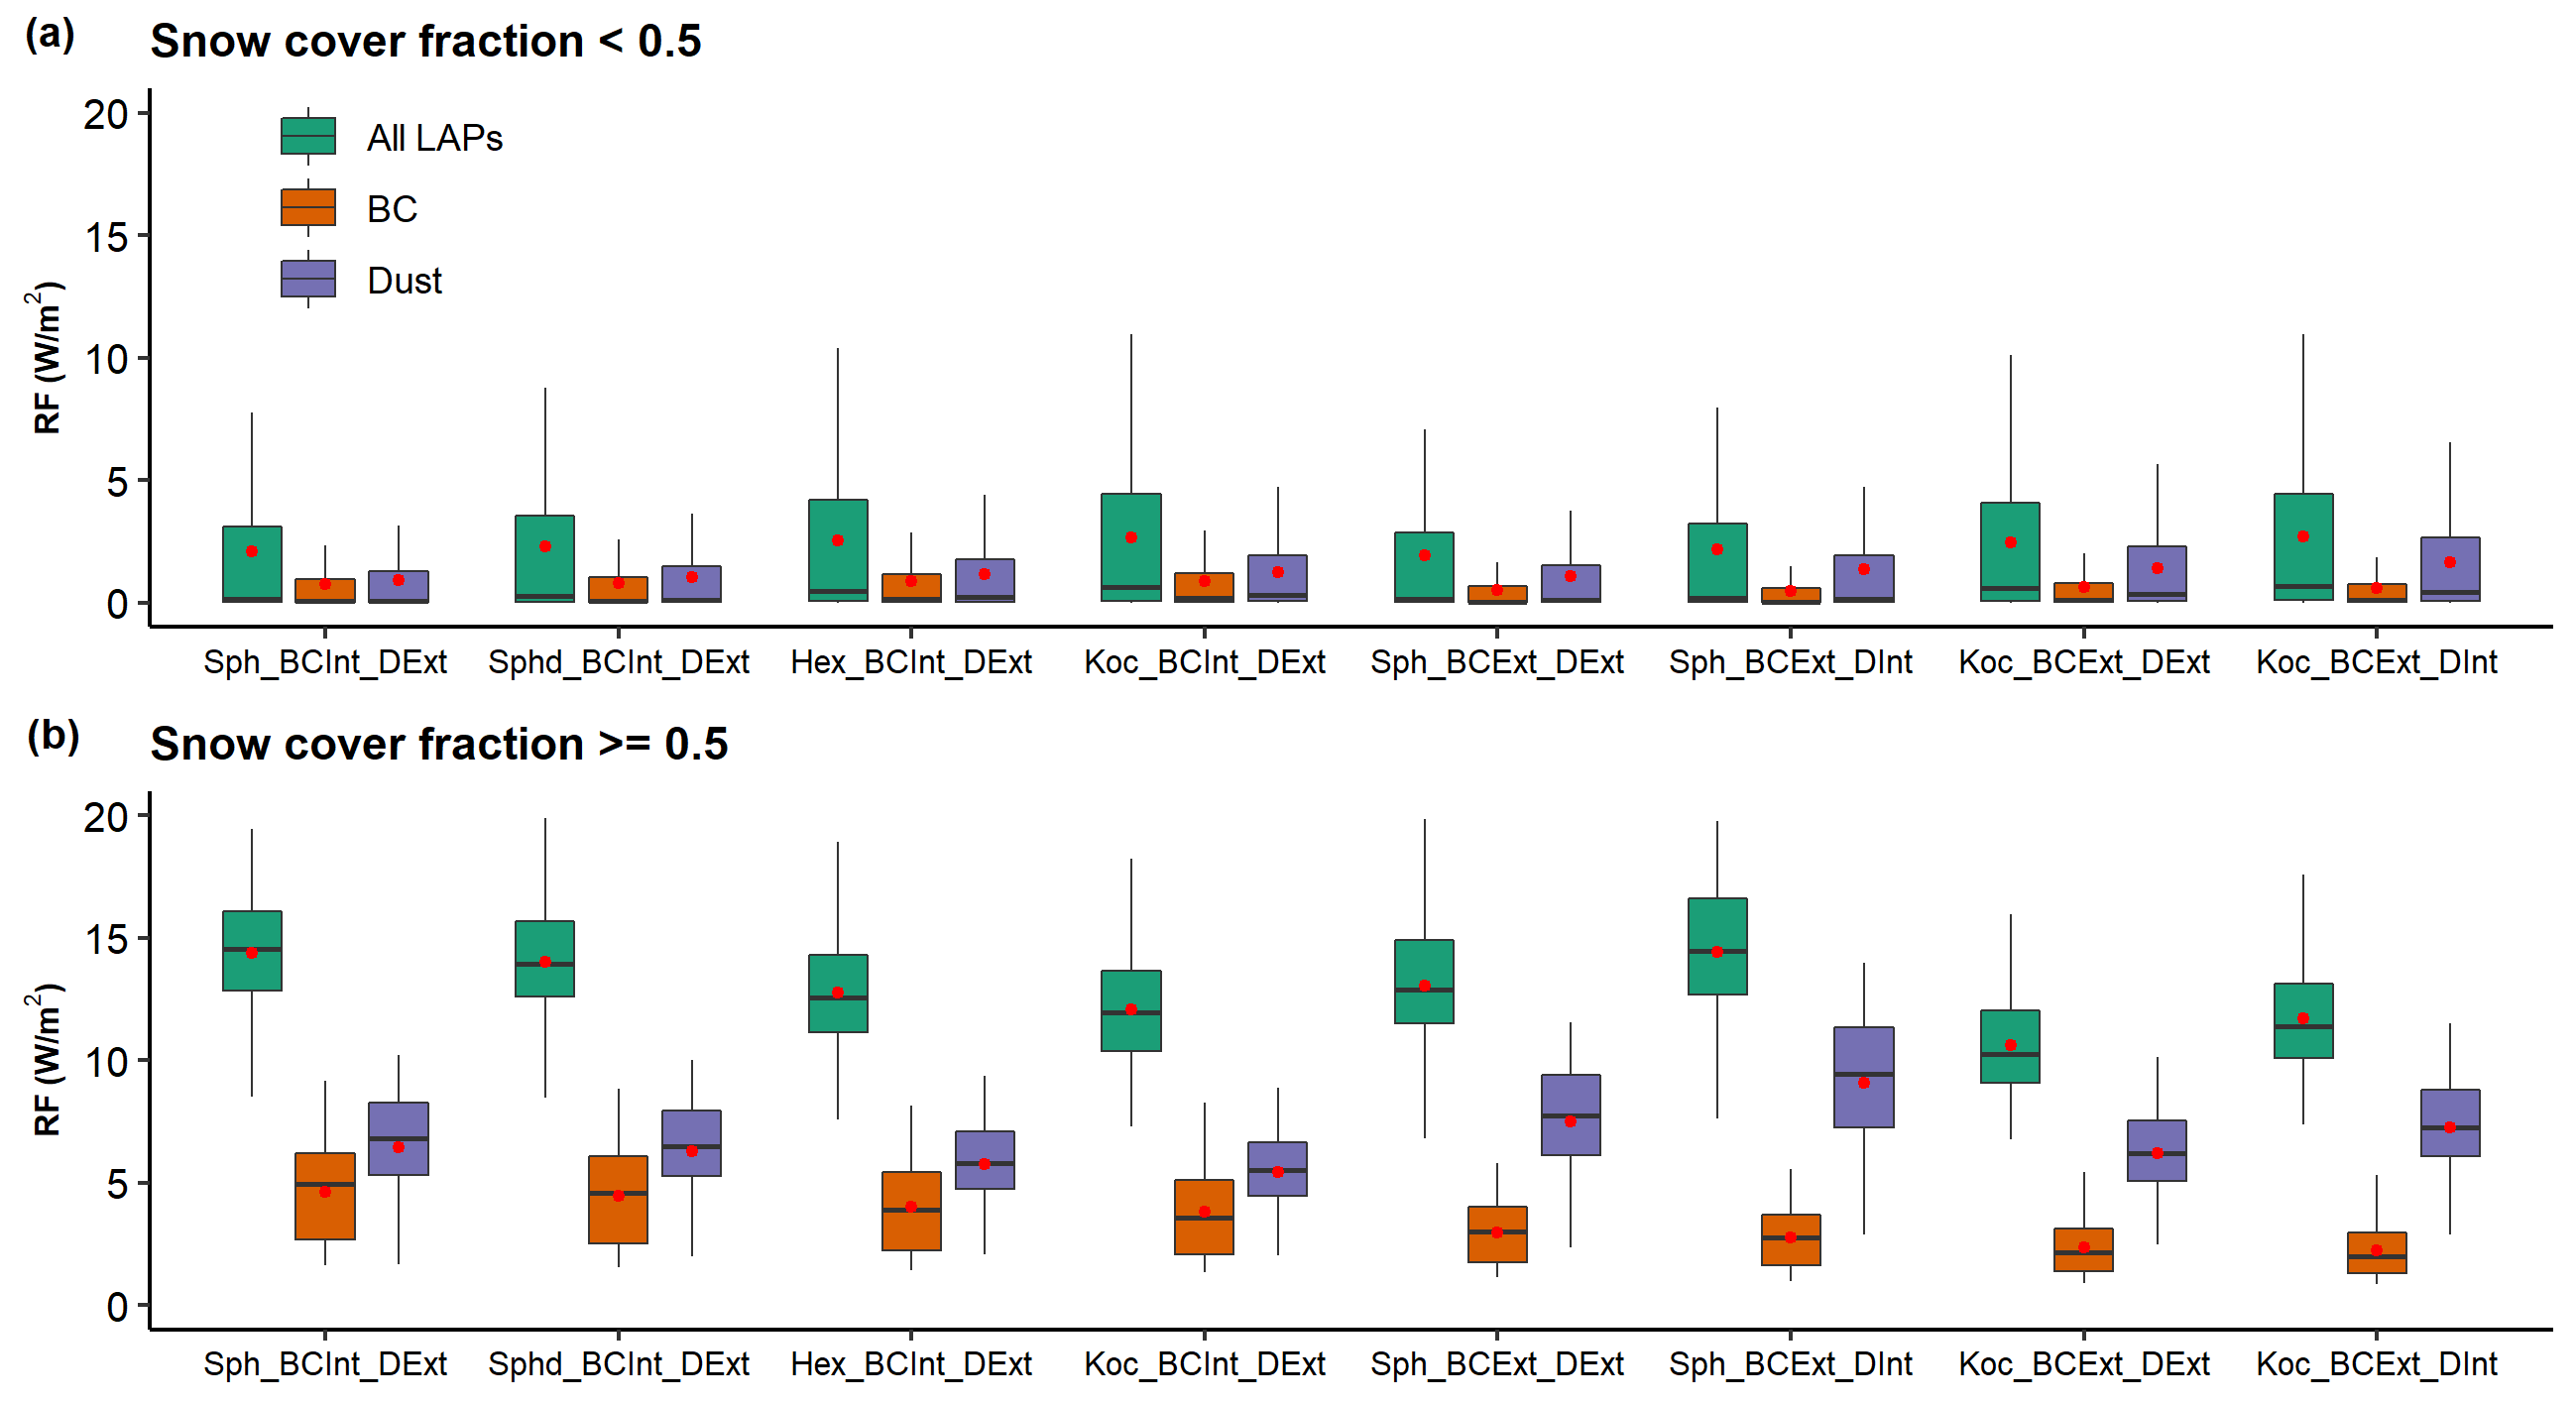 (a) Snow cover fraction < 0.5
20
15
10
5
0
RF (W/m²)
All LAPs
BC
Dust
Sph_BCInt_DExt Sphd_BCInt_DExt Hex_BCInt_DExt Koc_BCInt_DExt Sph_BCExt_DExt Sph_BCExt_DInt Koc_BCExt_DExt Koc_BCExt_DInt
(b) Snow cover fraction >= 0.5
20
15
10
5
0
RF (W/m²)
Sph_BCInt_DExt Sphd_BCInt_DExt Hex_BCInt_DExt Koc_BCInt_DExt Sph_BCExt_DExt Sph_BCExt_DInt Koc_BCExt_DExt Koc_BCExt_DInt